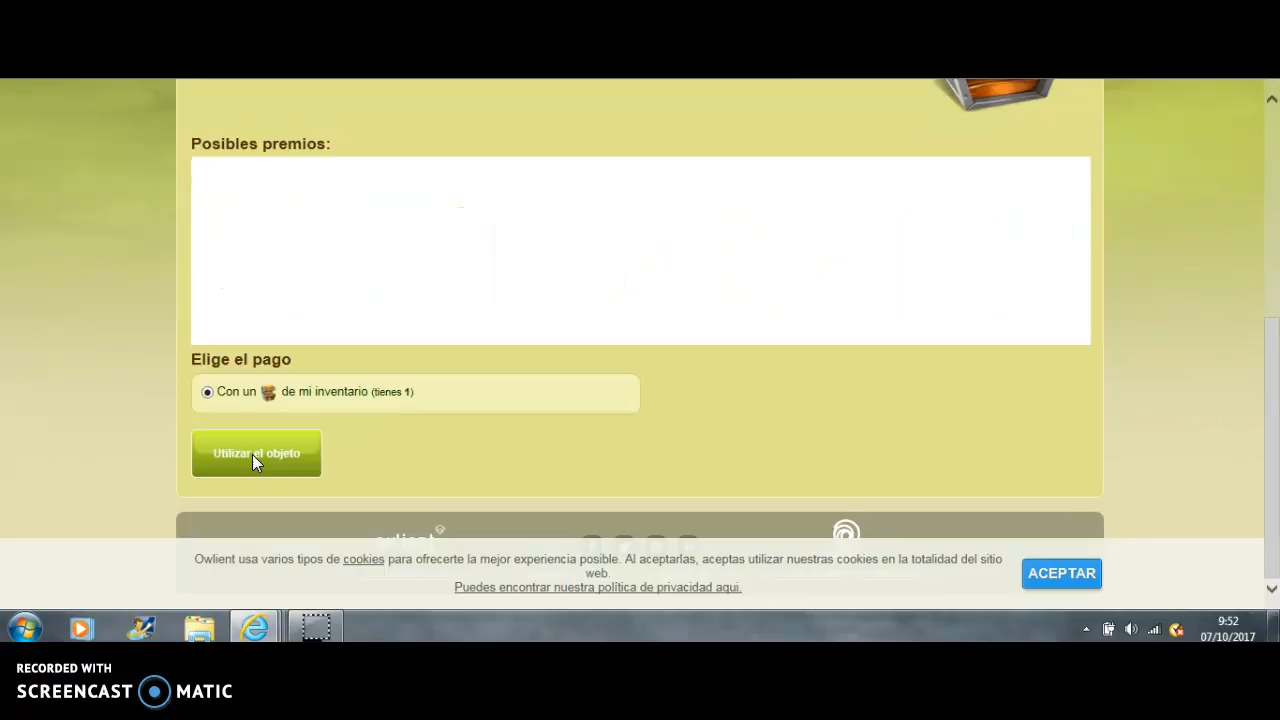 Posibles premios:
Elige el pago
Con un de mi inventario (tienes 1)
Utilizar el objeto
owlient
Owlient usa varios tipos de cookies para ofrecerte la mejor experiencia posible. Al aceptarlas, aceptas utilizar nuestras cookies en la totalidad del sitio
web.
Puedes encontrar nuestra política de privacidad aqui.
ACEPTAR
9:52
07/10/2017
RECORDED WITH
SCREENCAST MATIC